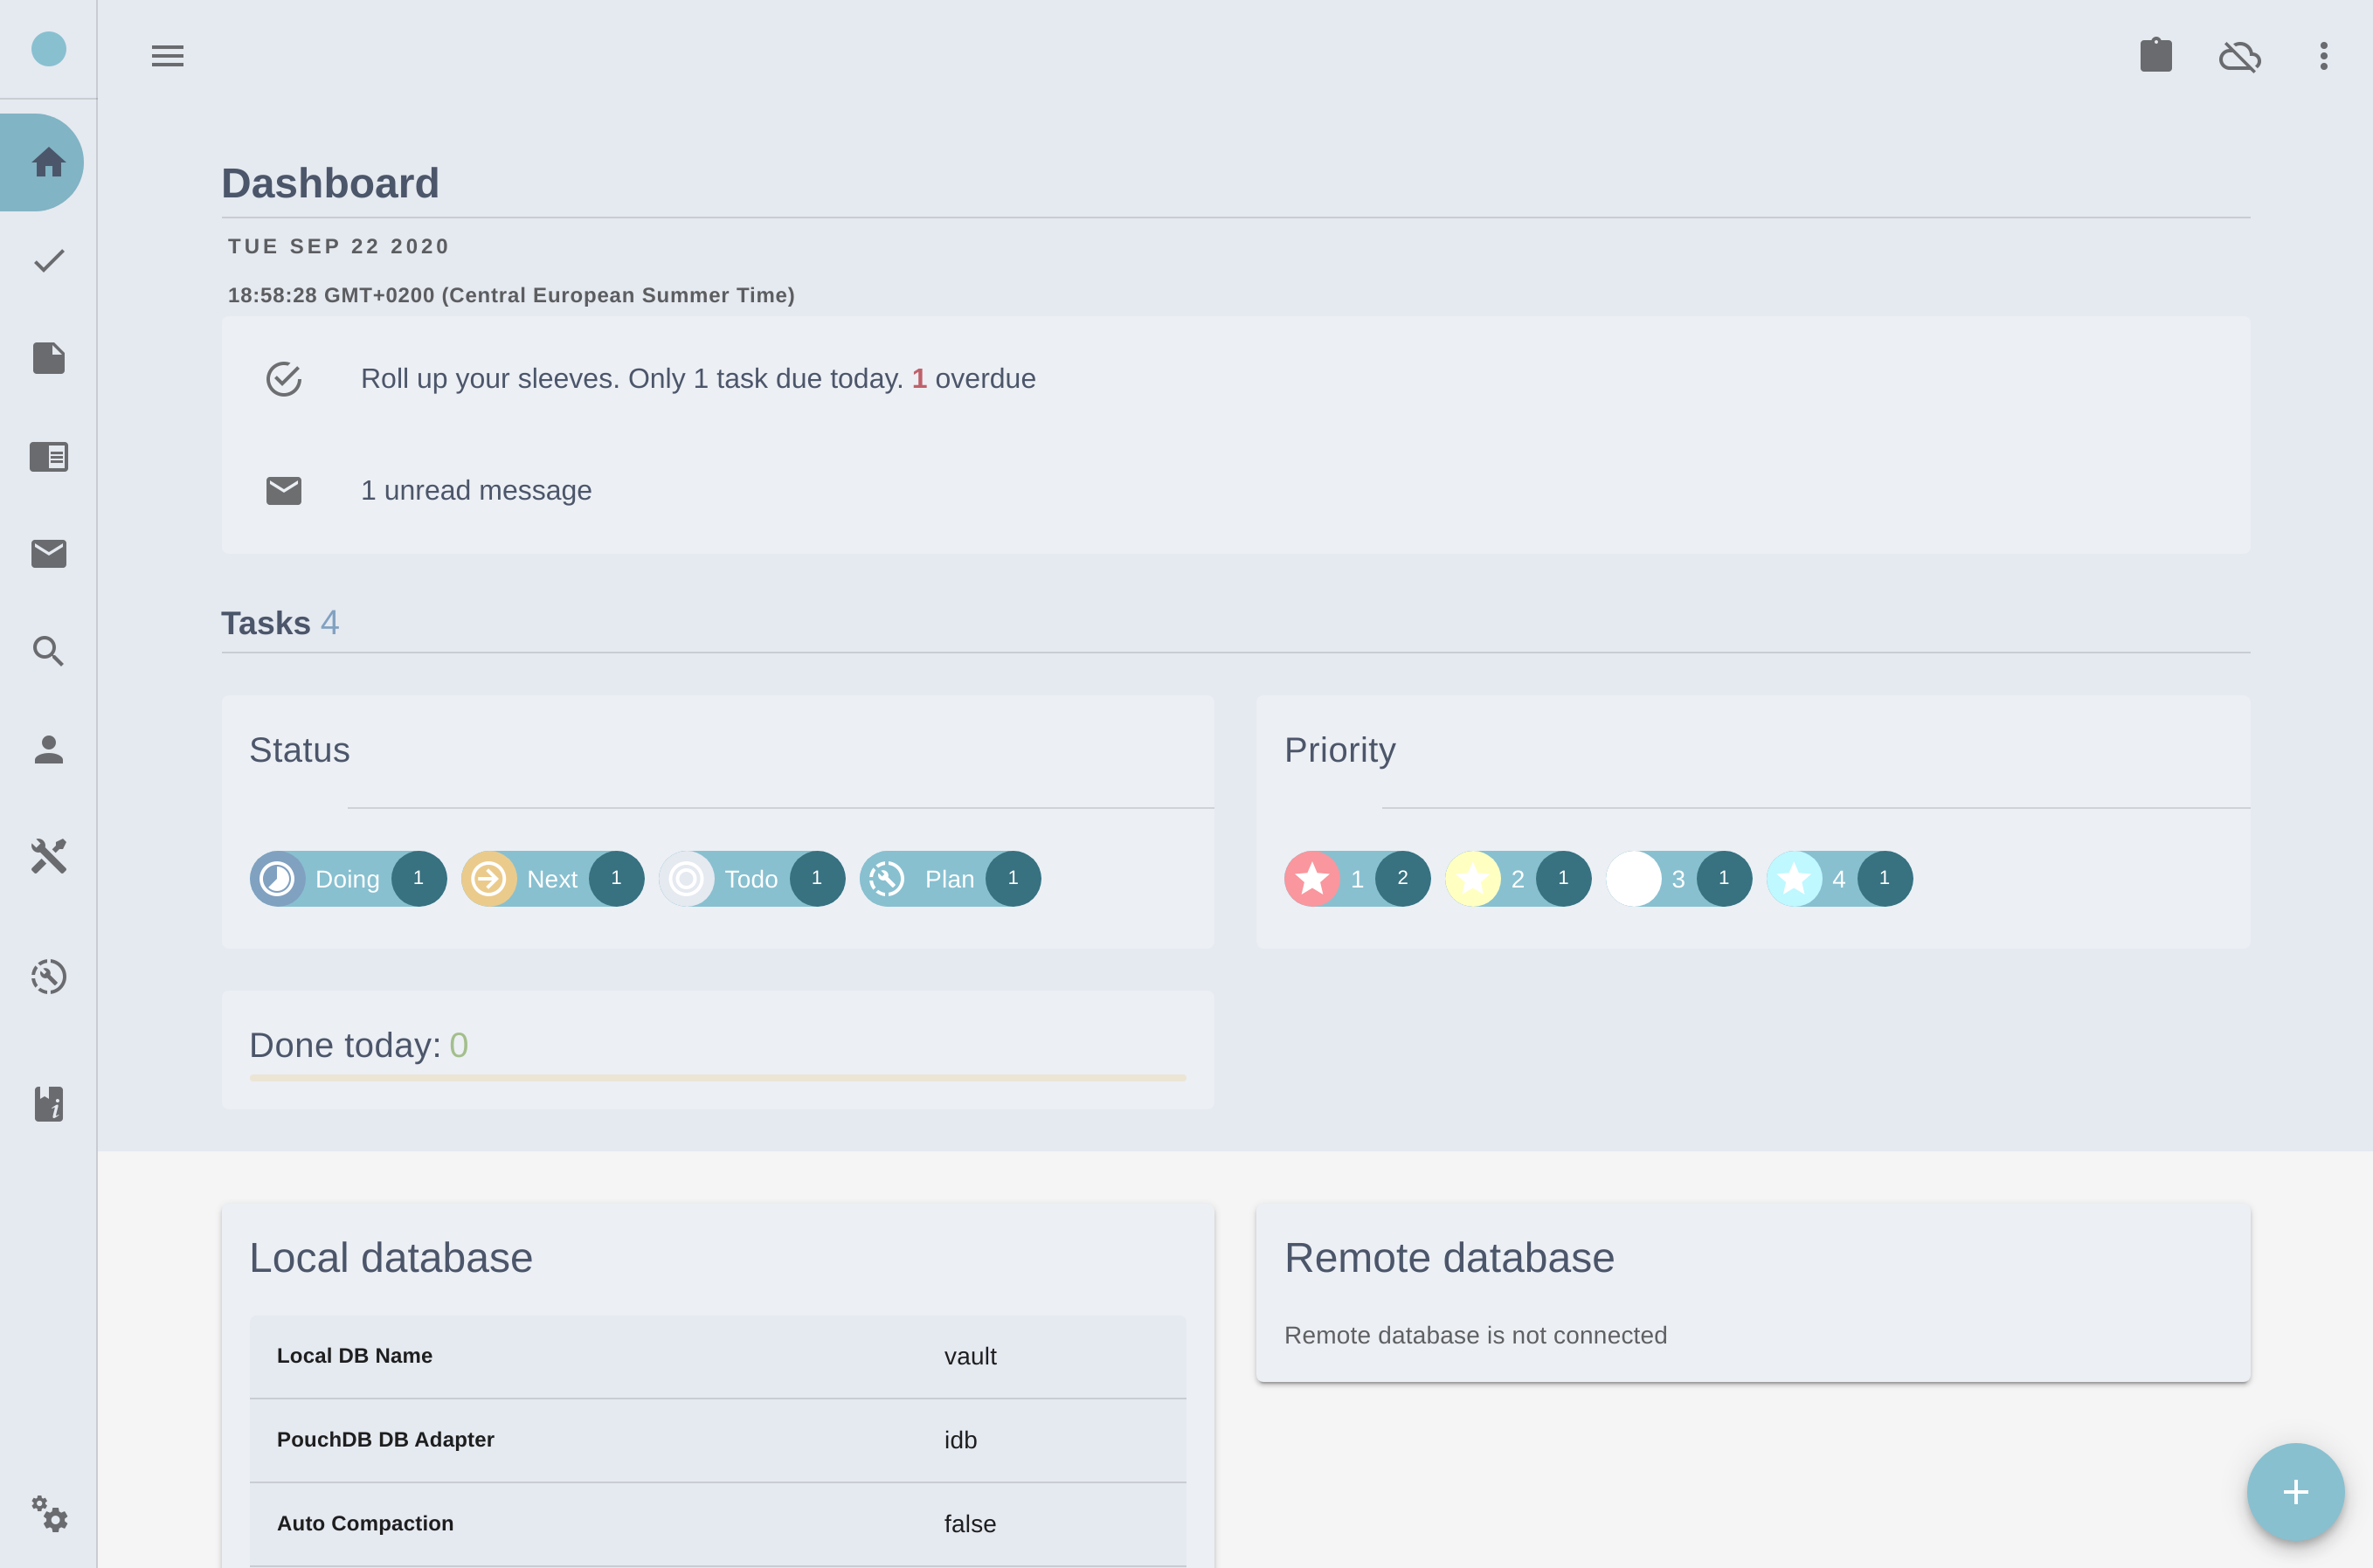 Dashboard
TUE SEP 22 2020
18:58:28 GMT+0200 (Central European Summer Time)
Roll up your sleeves. Only 1 task due today. 1 overdue
1 unread message
Tasks 4
Status
Doing 1 Next 1 Todo 1 Plan 1
Priority
1 2 2 1 3 1 4 1
Done today: 0
Local database
Local DB Name vault
PouchDB DB Adapter idb
Auto Compaction false
Remote database
Remote database is not connected